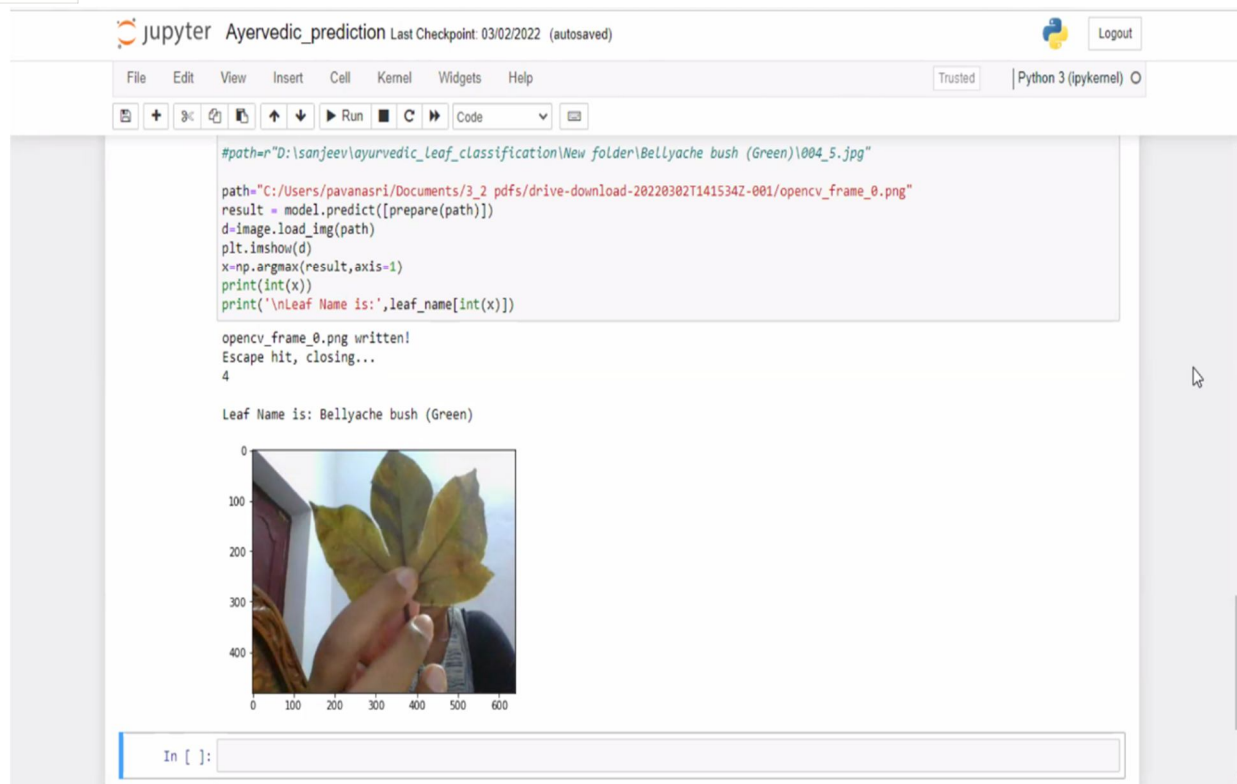 jupyter Ayervedic_prediction Last Checkpoint: 03/02/2022 (autosaved)
Logout
File Edit View Insert Cell Kernel Widgets Help
Trusted
Python 3 (ipykernel)
Run
Code
#path=r"D:\sanjeev\ayurvedic_leaf_classification\New folder\Bellyache bush (Green)\004_5.jpg"
path="C:/Users/pavanasri/Documents/3_2 pdfs/drive-download-20220302T141534Z-001/opencv_frame_0.png"
result = model.predict([prepare(path)])
d=image.load_img(path)
plt.imshow(d)
x=np.argmax(result,axis=1)
print(int(x))
print('\nLeaf Name is:',leaf_name[int(x)])
opencv_frame_0.png written!
Escape hit, closing...
4
Leaf Name is: Bellyache bush (Green)
0
100
200
300
400
0 100 200 300 400 500 600
In [ ]: